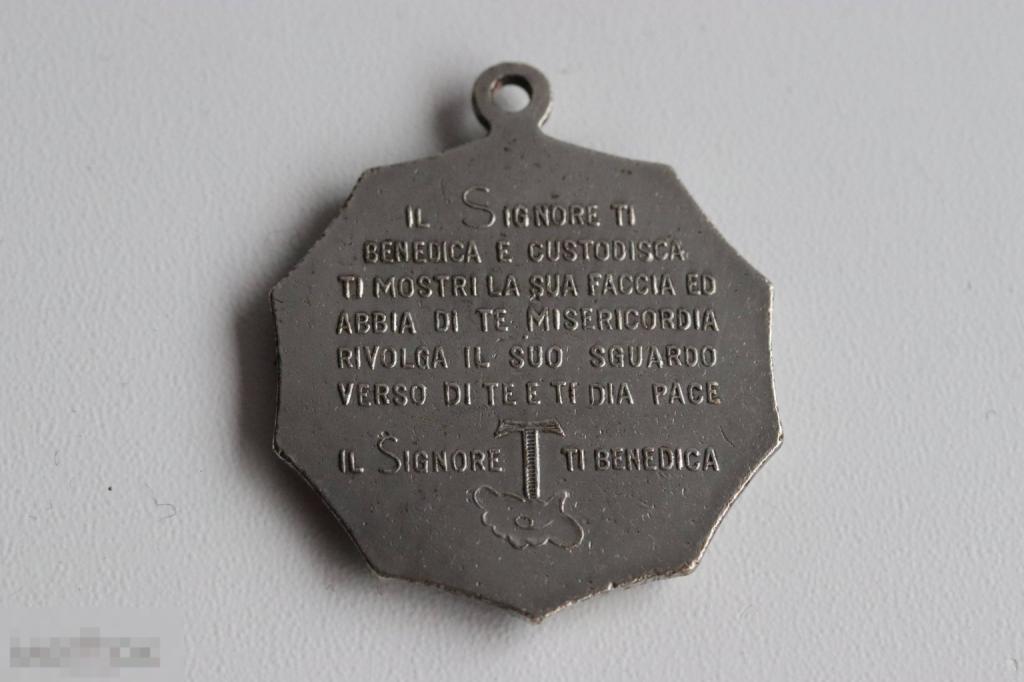 IL SIGNORE TI
BENEDICA E CUSTODISCA
TI MOSTRI LA SUA FACCIA ED
ABBIA DI TE MISERICORDIA
RIVOLGA IL SUO SGUARDO
VERSO DI TE E TI DIA PACE
IL SIGNORE T TI BENEDICA